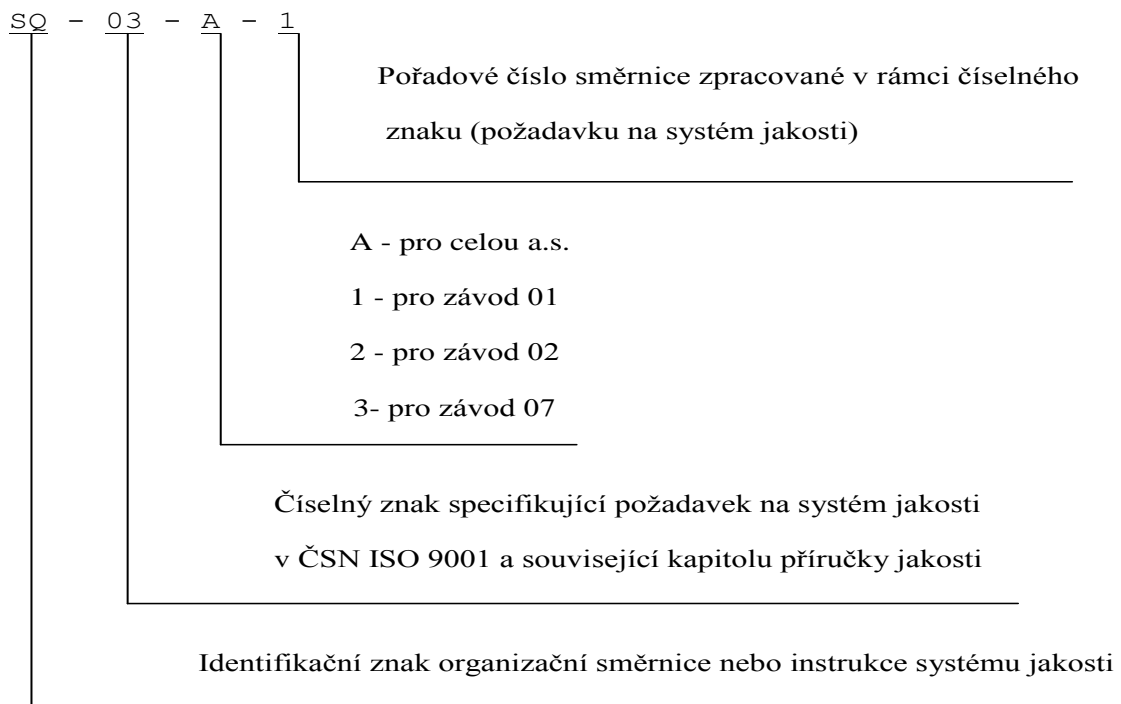 SQ - 03 - A - 1
Pořadové číslo směrnice zpracované v rámci číselného
znaku (požadavku na systém jakosti)
A - pro celou a.s.
1 - pro závod 01
2 - pro závod 02
3- pro závod 07
Číselný znak specifikující požadavek na systém jakosti
v ČSN ISO 9001 a související kapitolu příručky jakosti
Identifikační znak organizační směrnice nebo instrukce systému jakosti